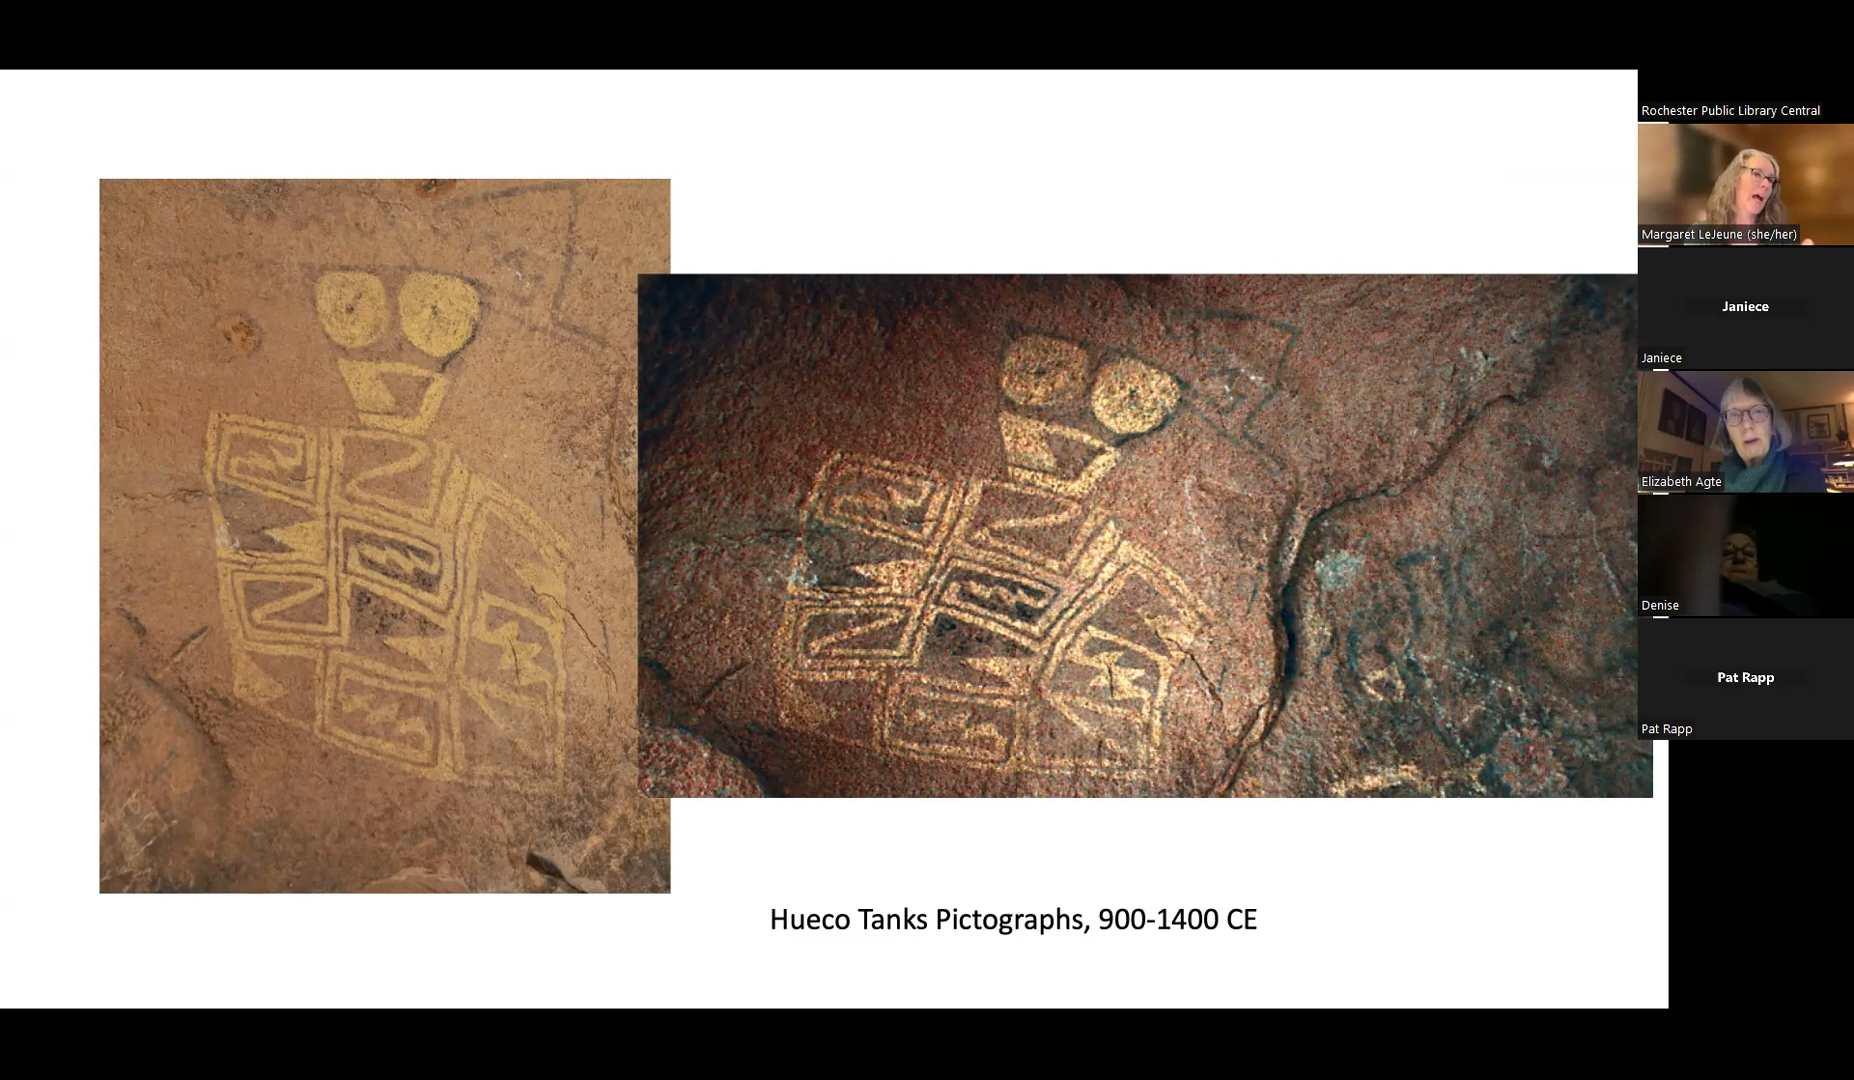 Rochester Public Library Central
Margaret LeJeune (she/her)
Janiece
Janiece
Elizabeth Agte
Denise
Pat Rapp
Pat Rapp
Hueco Tanks Pictographs, 900-1400 CE